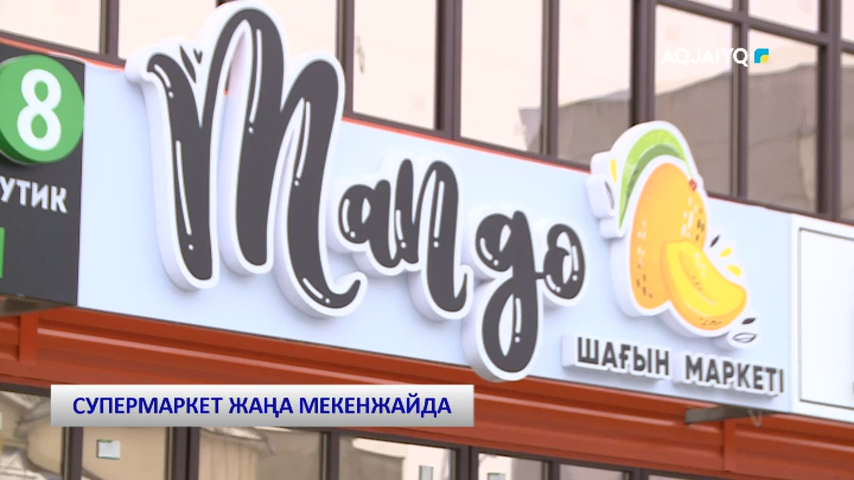 AQJAIYQ
8
УТИК
Mango
ШАҒЫН МАРКЕТІ
СУПЕРМАРКЕТ ЖАҢА МЕКЕНЖАЙДА